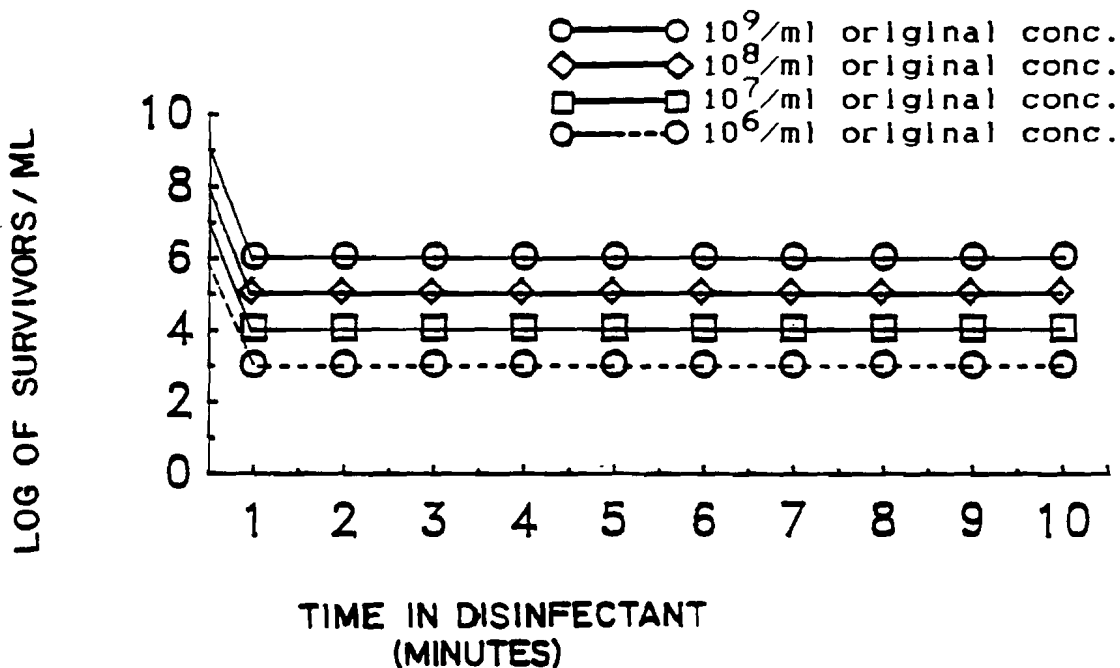 10⁹/ml original conc.
10⁸/ml original conc.
10⁷/ml original conc.
10⁶/ml original conc.
LOG OF SURVIVORS/ML
10
8
6
4
2
0
1 2 3 4 5 6 7 8 9 10
TIME IN DISINFECTANT
(MINUTES)